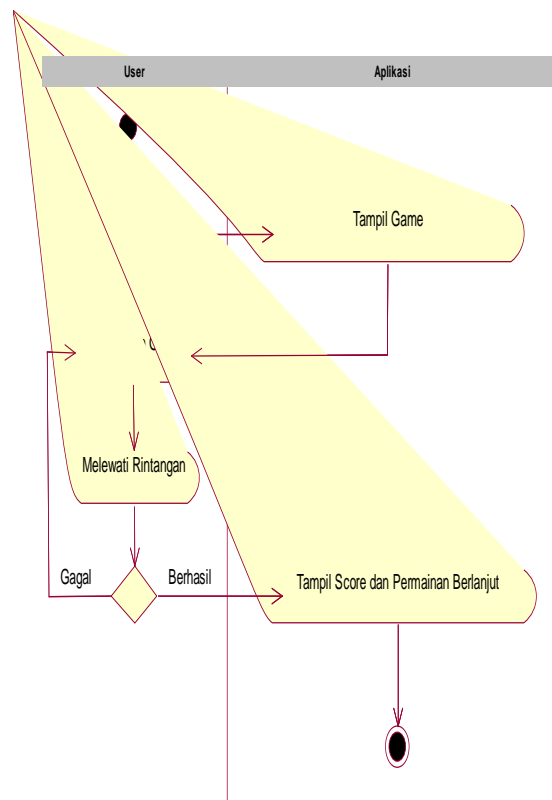 User
Aplikasi
Tampil Game
Melewati Rintangan
Gagal
Berhasil
Tampil Score dan Permainan Berlanjut